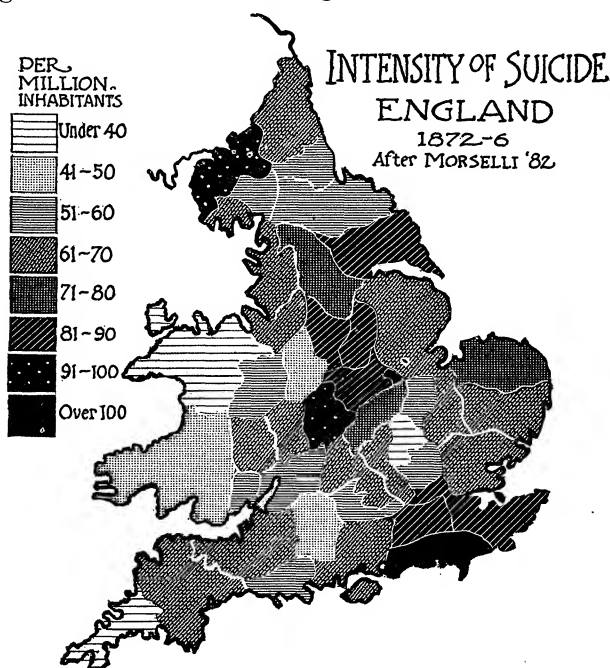 PER
MILLION
INHABITANTS
Under 40
41-50
51-60
61-70
71-80
81-90
91-100
Over 100
INTENSITY OF SUICIDE
ENGLAND
1872-6
After MORSELLI '82